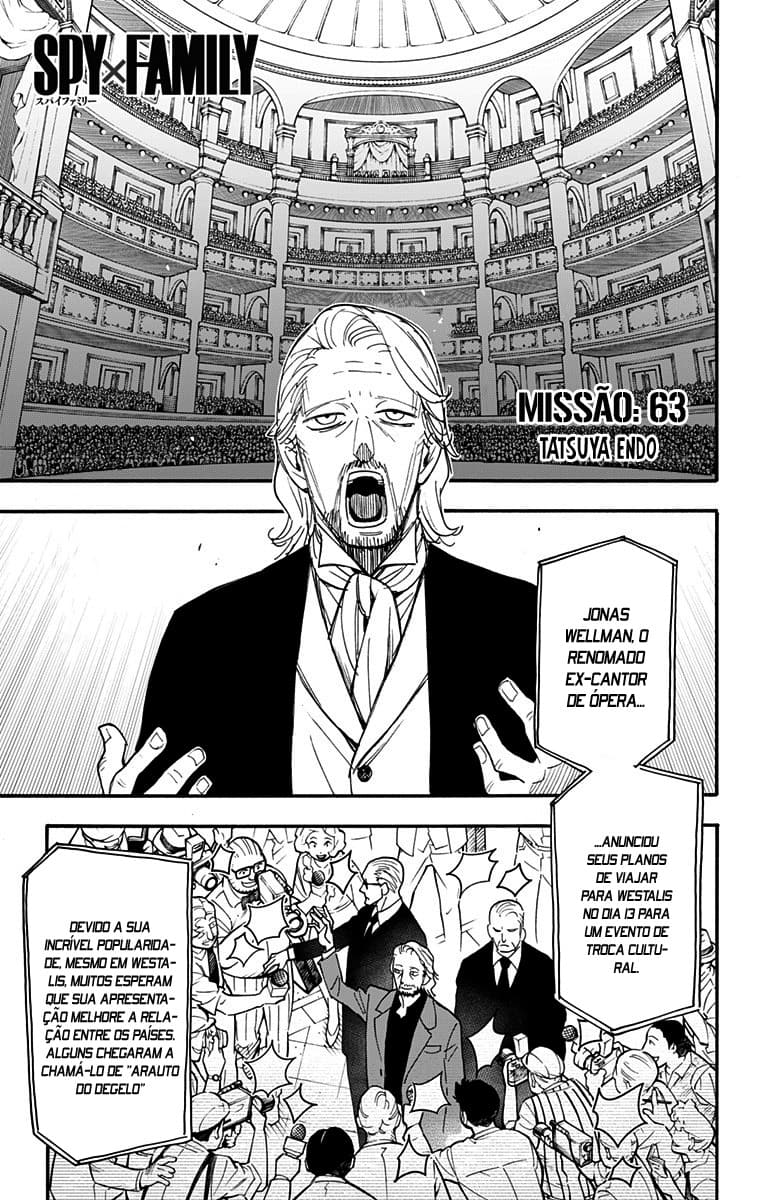 SPY×FAMILY
スパイファミリー
MISSÃO: 63
TATSUYA ENDO
JONAS
WELLMAN, O
RENOMADO
EX-CANTOR
DE ÓPERA...
...ANUNCIOU
SEUS PLANOS
DE VIAJAR
PARA WESTALIS
NO DIA 13 PARA
UM EVENTO DE
TROCA CULTU-
RAL.
DEVIDO A SUA
INCRÍVEL POPULARIDA-
DE, MESMO EM WESTA-
LIS, MUITOS ESPERAM
QUE SUA APRESENTA-
ÇÃO MELHORE A RELA-
ÇÃO ENTRE OS PAÍSES.
ALGUNS CHEGARAM A
CHAMÁ-LO DE "ARAUTO
DO DEGELO"